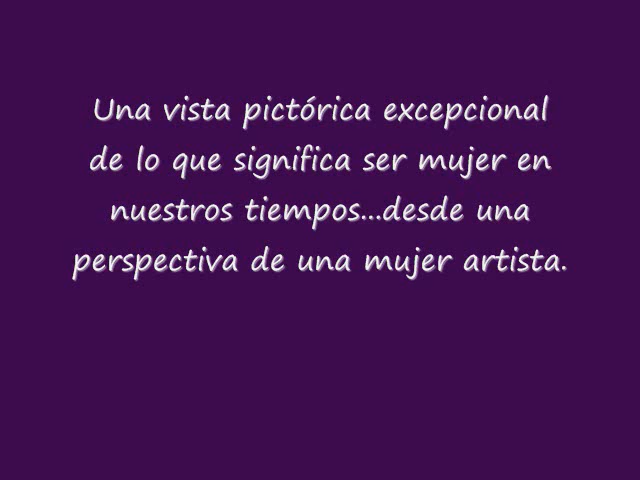 Una vista pictórica excepcional
de lo que significa ser mujer en
nuestros tiempos...desde una
perspectiva de una mujer artista.